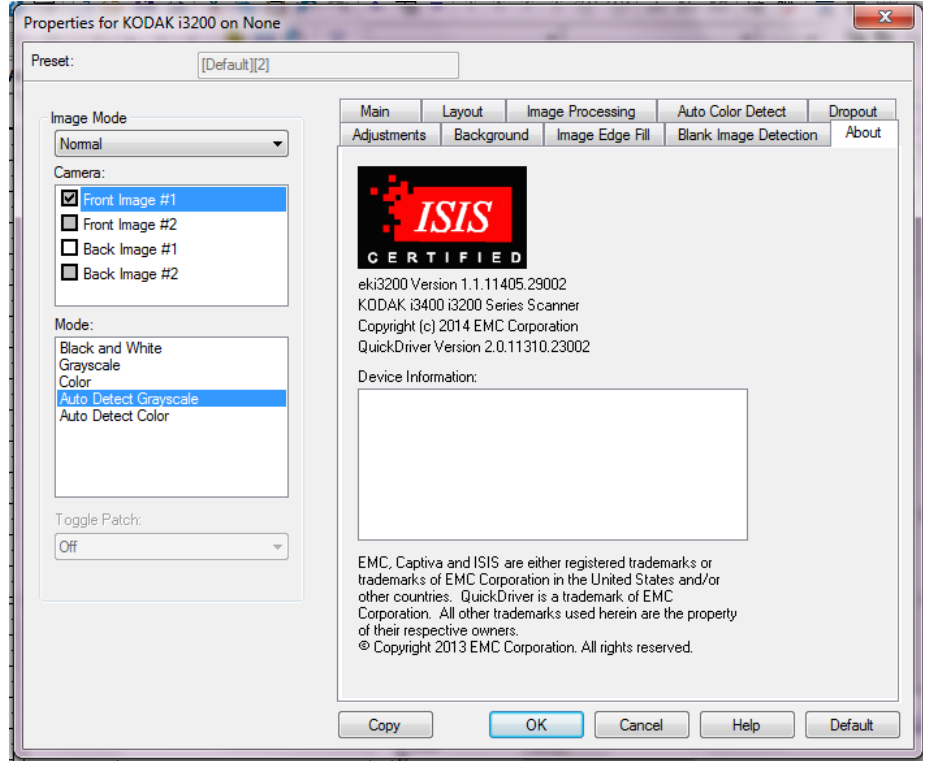 Properties for KODAK i3200 on None
Preset:
[Default][2]
Image Mode
Normal
Camera:
Front Image #1
Front Image #2
Back Image #1
Back Image #2
Mode:
Black and White
Grayscale
Color
Auto Detect Grayscale
Auto Detect Color
Toggle Patch:
Off
Main Layout Image Processing Auto Color Detect Dropout
Adjustments Background Image Edge Fill Blank Image Detection About
ISIS
CERTIFIED
eki3200 Version 1.1.11405.29002
KODAK i3400 i3200 Series Scanner
Copyright (c) 2014 EMC Corporation
QuickDriver Version 2.0.11310.23002
Device Information:
EMC, Captiva and ISIS are either registered trademarks or
trademarks of EMC Corporation in the United States and/or
other countries. QuickDriver is a trademark of EMC
Corporation. All other trademarks used herein are the property
of their respective owners.
© Copyright 2013 EMC Corporation. All rights reserved.
Copy OK Cancel Help Default